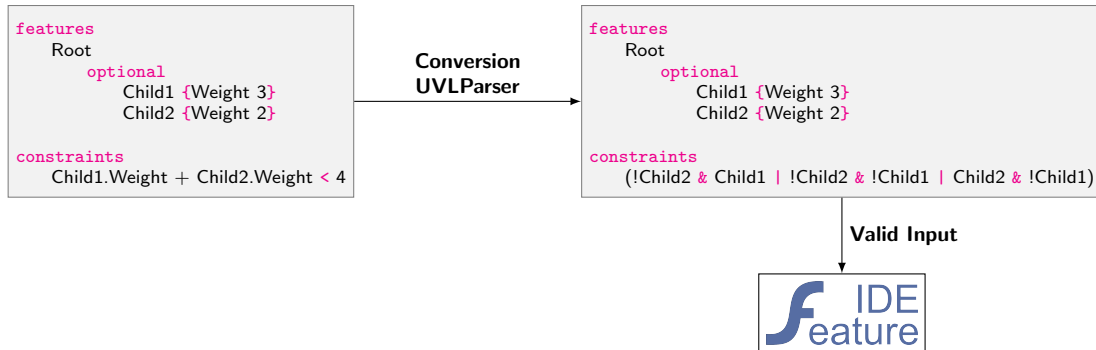 features
Root
optional
Child1 {Weight 3}
Child2 {Weight 2}
constraints
Child1.Weight + Child2.Weight < 4
Conversion
UVLParser
features
Root
optional
Child1 {Weight 3}
Child2 {Weight 2}
constraints
(!Child2 & Child1 | !Child2 & !Child1 | Child2 & !Child1)
Valid Input
IDE
Feature